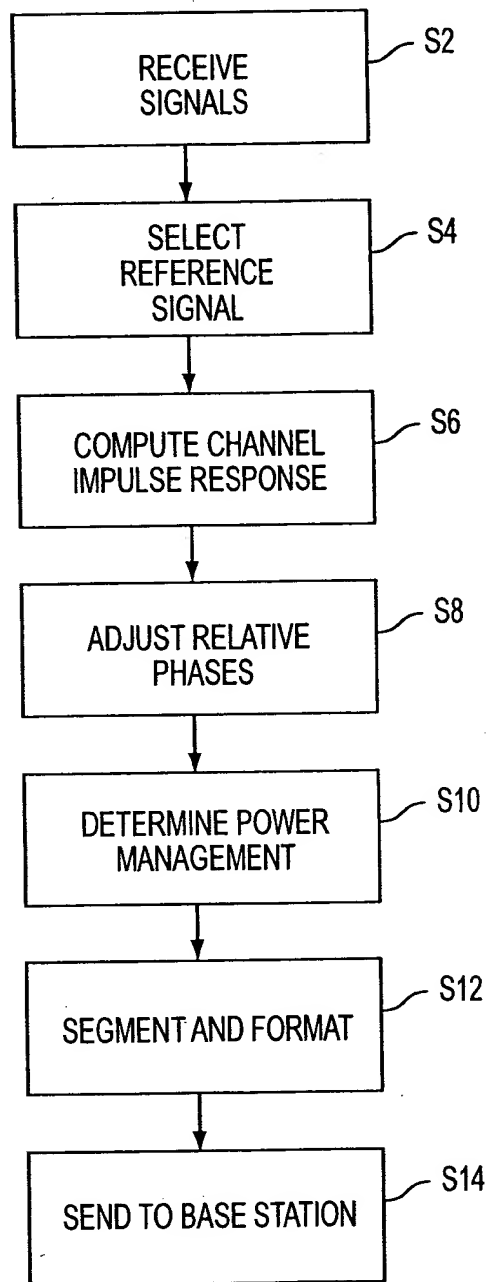 RECEIVE
SIGNALS
S2
SELECT
REFERENCE
SIGNAL
S4
COMPUTE CHANNEL
IMPULSE RESPONSE
S6
ADJUST RELATIVE
PHASES
S8
DETERMINE POWER
MANAGEMENT
S10
SEGMENT AND FORMAT
S12
SEND TO BASE STATION
S14